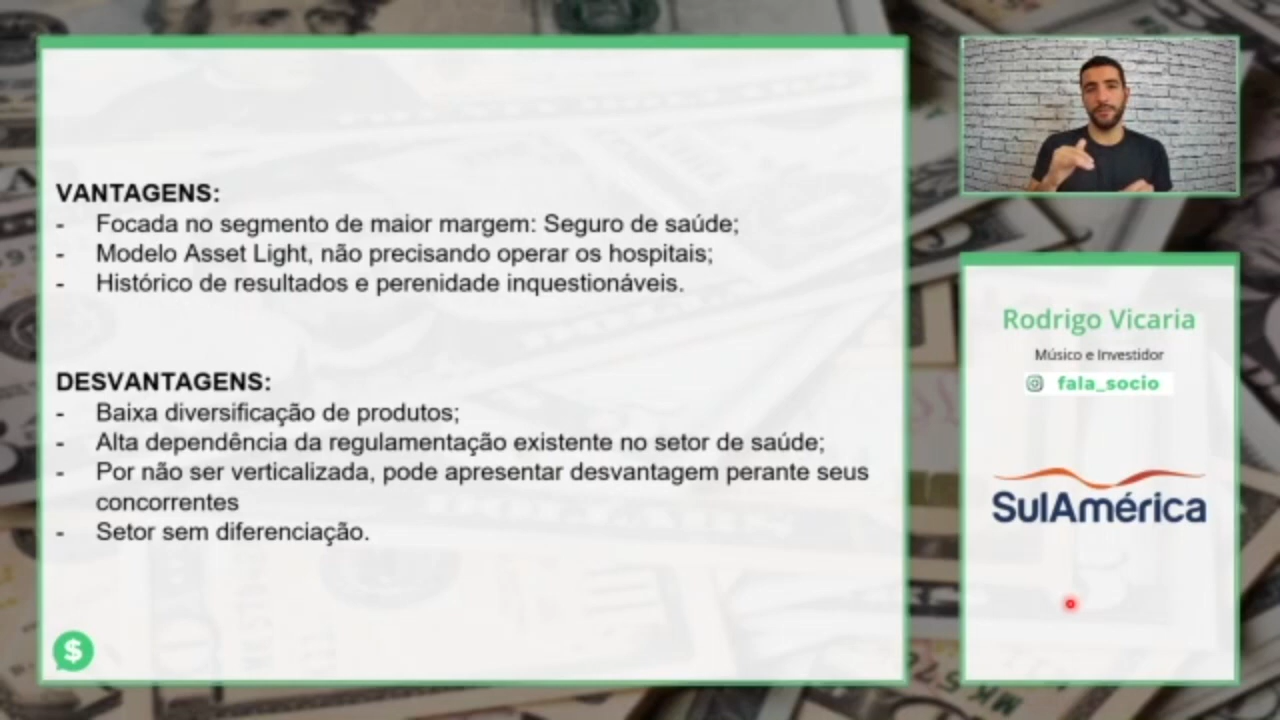 VANTAGENS:
- Focada no segmento de maior margem: Seguro de saúde;
- Modelo Asset Light, não precisando operar os hospitais;
- Histórico de resultados e perenidade inquestionáveis.
DESVANTAGENS:
- Baixa diversificação de produtos;
- Alta dependência da regulamentação existente no setor de saúde;
- Por não ser verticalizada, pode apresentar desvantagem perante seus
concorrentes
- Setor sem diferenciação.
$
Rodrigo Vicaria
Músico e Investidor
fala_socio
SulAmérica